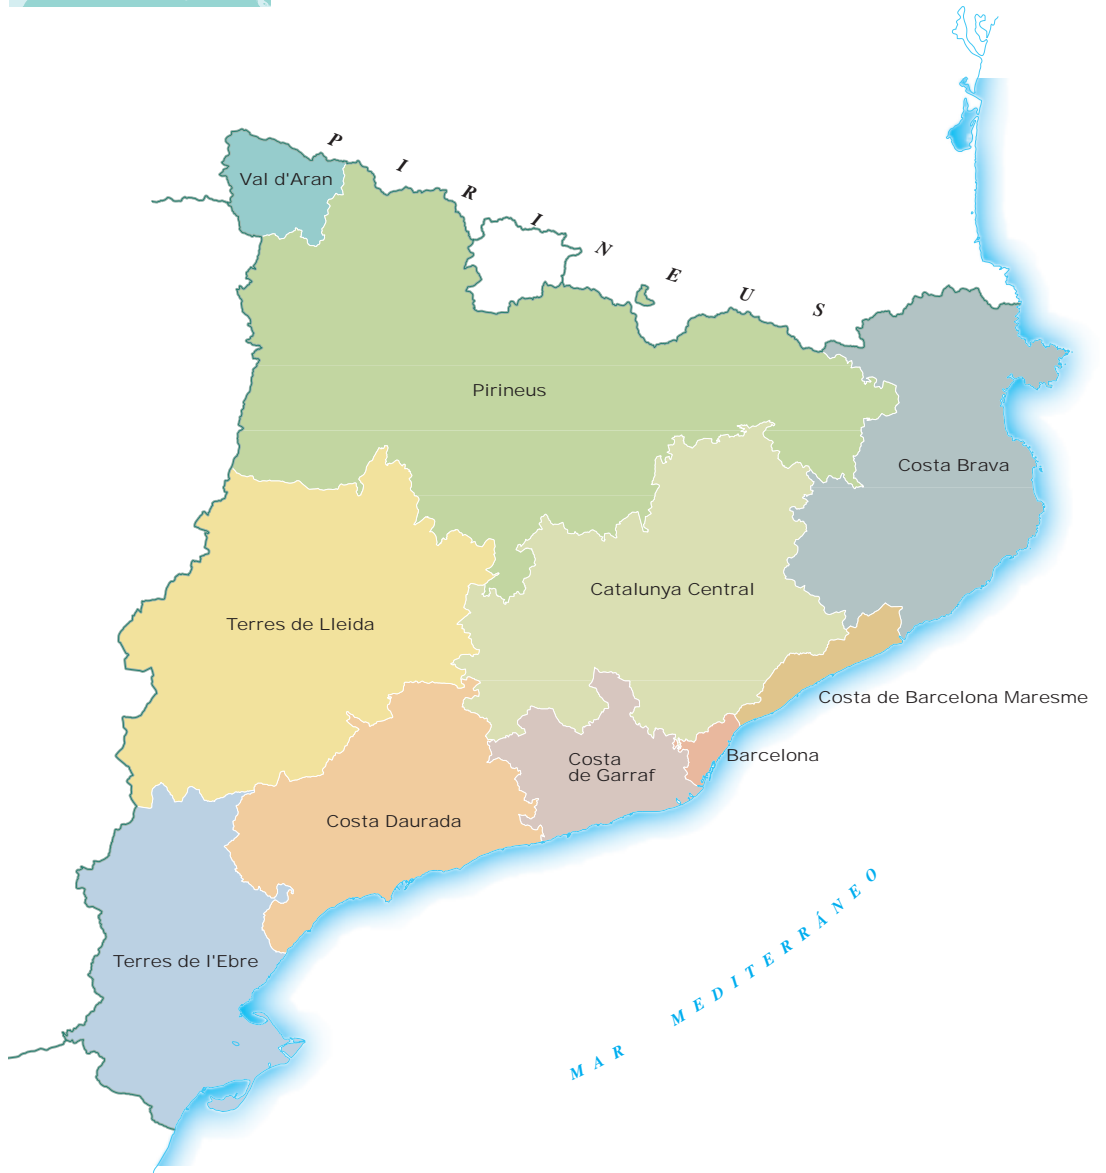 PIRINEUS
Val d'Aran
Pirineus
Costa Brava
Catalunya Central
Terres de Lleida
Costa de Barcelona Maresme
Barcelona
Costa
de Garraf
Costa Daurada
Terres de l'Ebre
MAR MEDITERRÁNEO